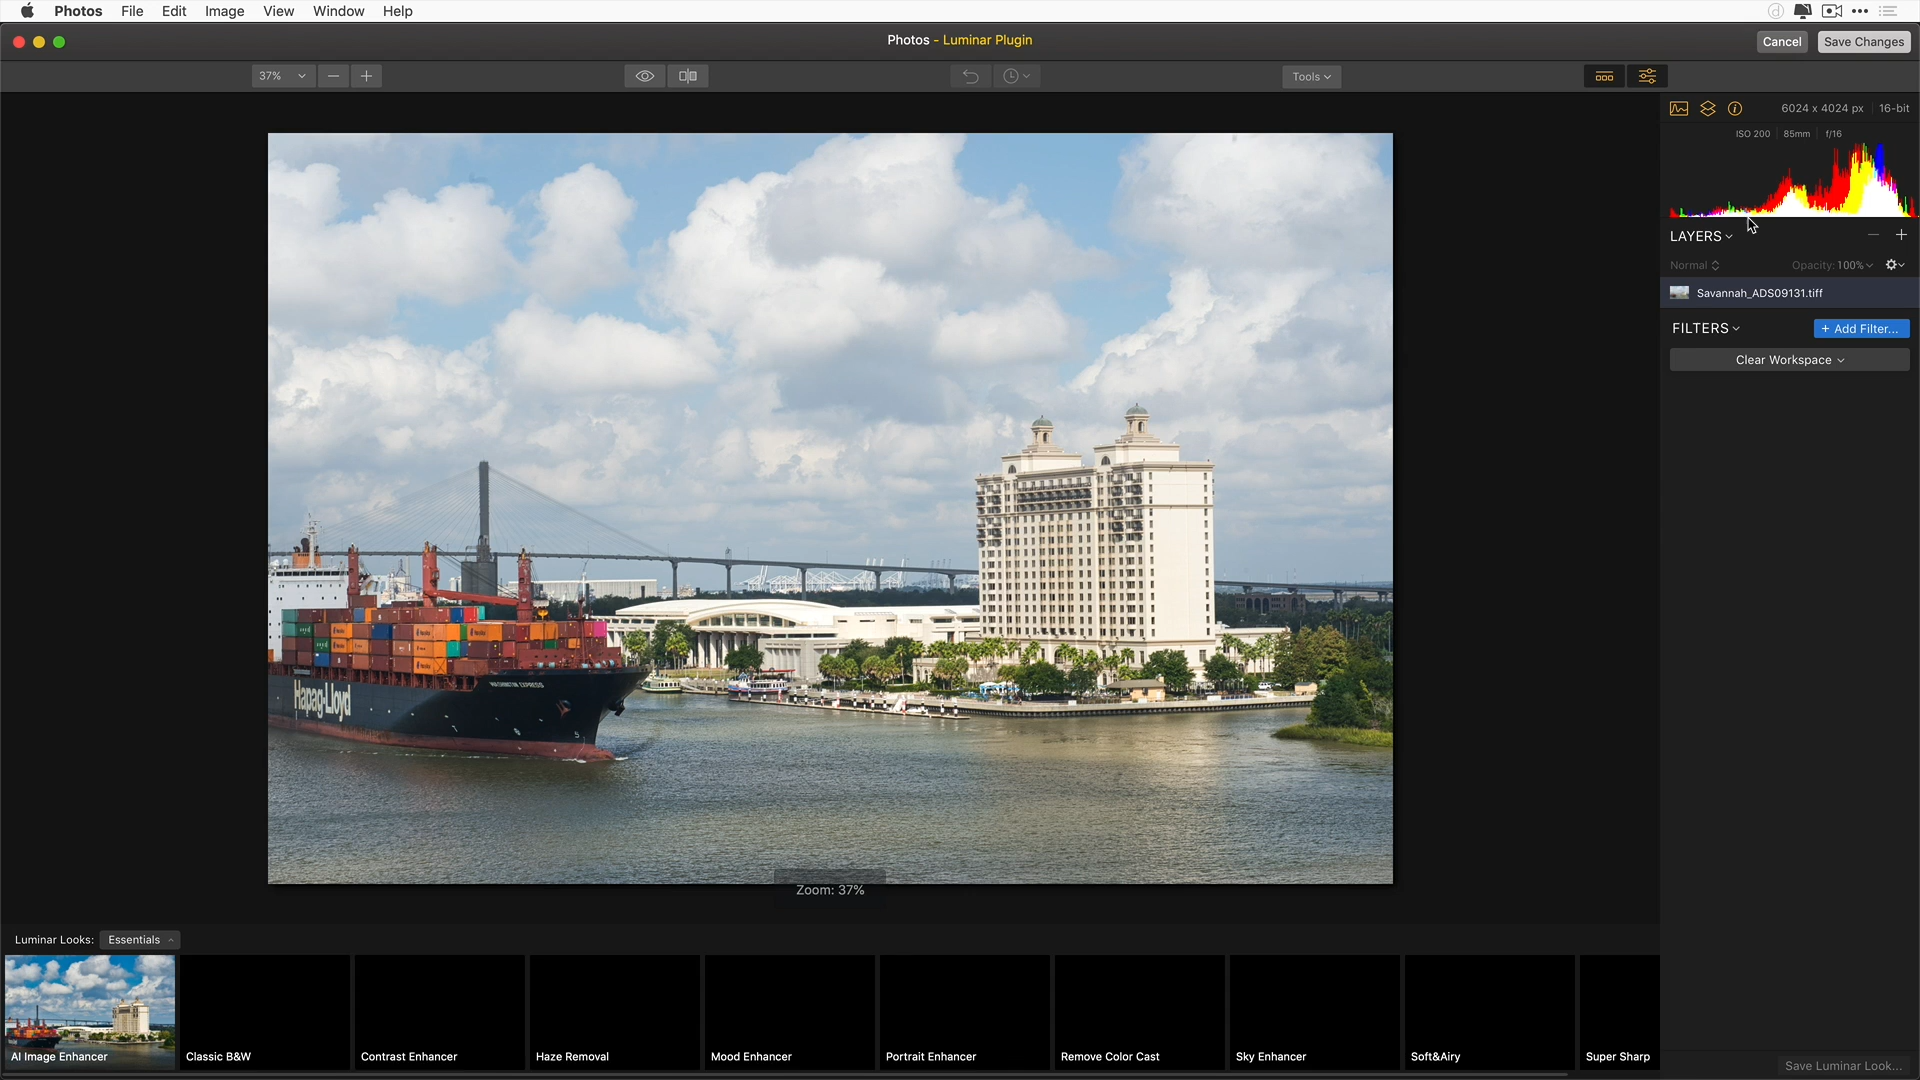 Photos File Edit Image View Window Help
Photos - Luminar Plugin
Cancel Save Changes
37%
Tools
6024 x 4024 px 16-bit
ISO 200 85mm f/16
LAYERS
Normal Opacity: 100%
Savannah_ADS09131.tiff
FILTERS + Add Filter...
Clear Workspace
Hapag-Lloyd
WASHINGTON EXPRESS
Zoom: 37%
Luminar Looks: Essentials
AI Image Enhancer
Classic B&W
Contrast Enhancer
Haze Removal
Mood Enhancer
Portrait Enhancer
Remove Color Cast
Sky Enhancer
Soft&Airy
Super Sharp
Save Luminar Look...